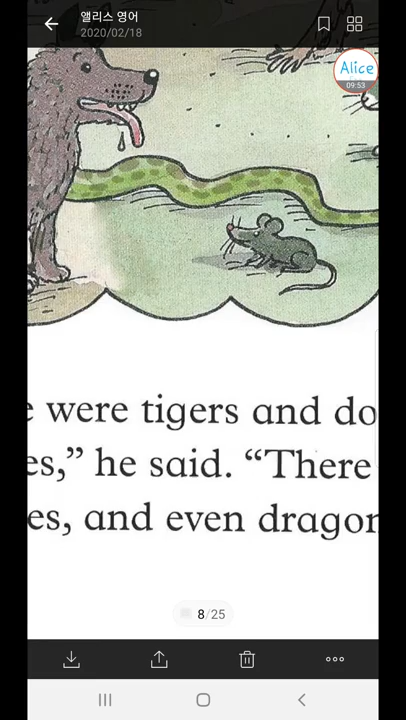 앨리스 영어
2020/02/18
Alice
09:53
e were tigers and do
es,” he said. “There
es, and even dragon
8/25